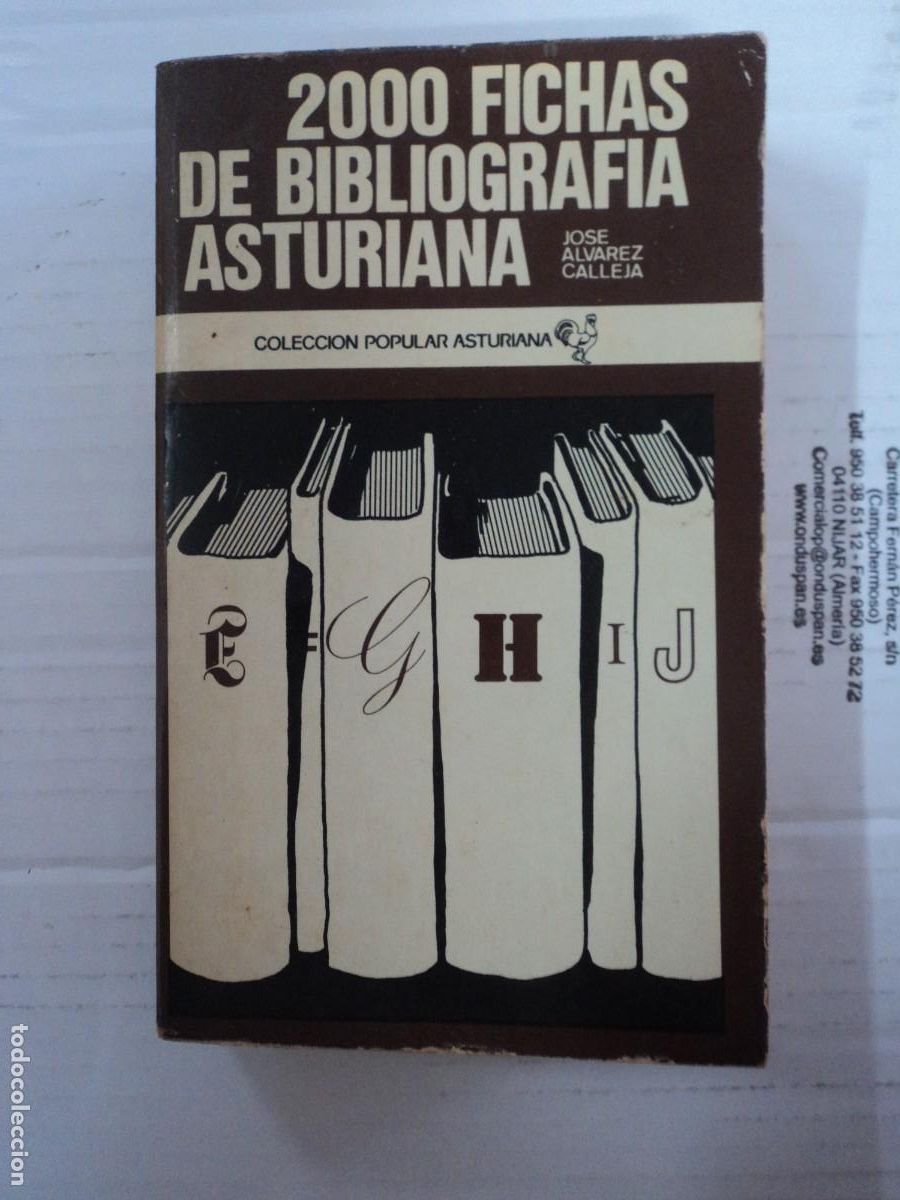 2000 FICHAS
DE BIBLIOGRAFIA
ASTURIANA
JOSE
ALVAREZ
CALLEJA
COLECCION POPULAR ASTURIANA
E F G H I J
Carretera Fernán Pérez, s/n
(Campohermoso)
04110 NIJAR (Almería)
Telf. 950 38 51 12 - Fax 950 38 52 72
Comercialop@onduspan.es
www.onduspan.es
todocoleccion